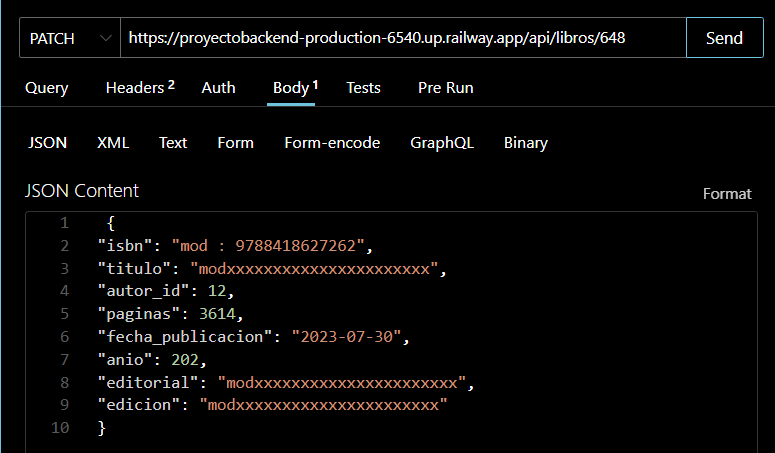 PATCH https://proyectobackend-production-6540.up.railway.app/api/libros/648 Send
Query Headers 2 Auth Body 1 Tests Pre Run
JSON XML Text Form Form-encode GraphQL Binary
JSON Content Format
1 {
2 "isbn": "mod : 9788418627262",
3 "titulo": "modxxxxxxxxxxxxxxxxxxxxxx",
4 "autor_id": 12,
5 "paginas": 3614,
6 "fecha_publicacion": "2023-07-30",
7 "anio": 202,
8 "editorial": "modxxxxxxxxxxxxxxxxxxxxxx",
9 "edicion": "modxxxxxxxxxxxxxxxxxxxxxx"
10 }